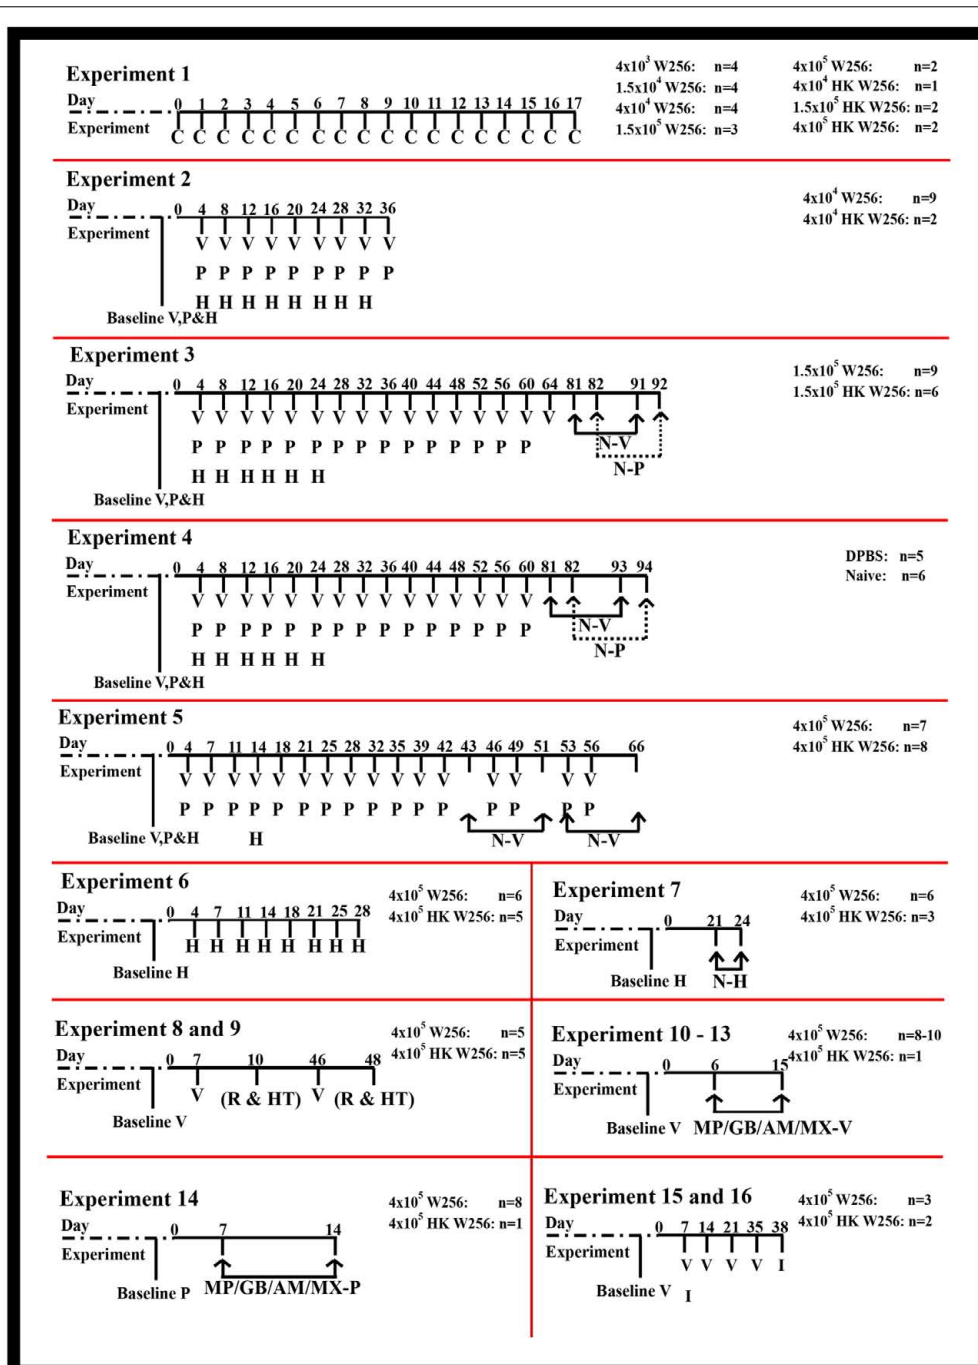 Experiment 1
4x10³ W256: n=4
1.5x10⁴ W256: n=4
4x10⁴ W256: n=4
1.5x10⁵ W256: n=3
4x10⁵ W256: n=2
4x10⁴ HK W256: n=1
1.5x10⁵ HK W256: n=2
4x10⁵ HK W256: n=2
Day 0 1 2 3 4 5 6 7 8 9 10 11 12 13 14 15 16 17
Experiment C C C C C C C C C C C C C C C C C C
Experiment 2
4x10⁴ W256: n=9
4x10⁴ HK W256: n=2
Day 0 4 8 12 16 20 24 28 32 36
Experiment V V V V V V V V V
P P P P P P P P P
H H H H H H H H
Baseline V,P&H
Experiment 3
1.5x10⁵ W256: n=9
1.5x10⁵ HK W256: n=6
Day 0 4 8 12 16 20 24 28 32 36 40 44 48 52 56 60 64 81 82 91 92
Experiment V V V V V V V V V V V V V V V V N-V
P P P P P P P P P P P P P P P N-P
H H H H H H
Baseline V,P&H
Experiment 4
DPBS: n=5
Naive: n=6
Day 0 4 8 12 16 20 24 28 32 36 40 44 48 52 56 60 81 82 93 94
Experiment V V V V V V V V V V V V V V V N-V
P P P P P P P P P P P P P P P N-P
H H H H H H
Baseline V,P&H
Experiment 5
4x10⁵ W256: n=7
4x10⁵ HK W256: n=8
Day 0 4 7 11 14 18 21 25 28 32 35 39 42 43 46 49 51 53 56 66
Experiment V V V V V V V V V V V V V V V V
P P P P P P P P P P P P P P P P
Baseline V,P&H H N-V N-V
Experiment 6
4x10⁵ W256: n=6
4x10⁵ HK W256: n=5
Day 0 4 7 11 14 18 21 25 28
Experiment H H H H H H H H
Baseline H
Experiment 7
4x10⁵ W256: n=6
4x10⁵ HK W256: n=3
Day 0 21 24
Experiment
Baseline H N-H
Experiment 8 and 9
4x10⁵ W256: n=5
4x10⁵ HK W256: n=5
Day 0 7 10 46 48
Experiment V (R & HT) V (R & HT)
Baseline V
Experiment 10 - 13
4x10⁵ W256: n=8-10
4x10⁵ HK W256: n=1
Day 0 6 15
Experiment
Baseline V MP/GB/AM/MX-V
Experiment 14
4x10⁵ W256: n=8
4x10⁵ HK W256: n=1
Day 0 7 14
Experiment
Baseline P MP/GB/AM/MX-P
Experiment 15 and 16
4x10⁵ W256: n=3
4x10⁵ HK W256: n=2
Day 0 7 14 21 35 38
Experiment V V V V I
Baseline V I